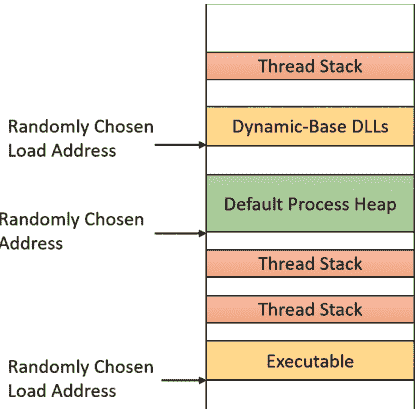 Thread Stack
Randomly Chosen
Load Address
Dynamic-Base DLLs
Default Process Heap
Randomly Chosen
Address
Thread Stack
Thread Stack
Randomly Chosen
Load Address
Executable